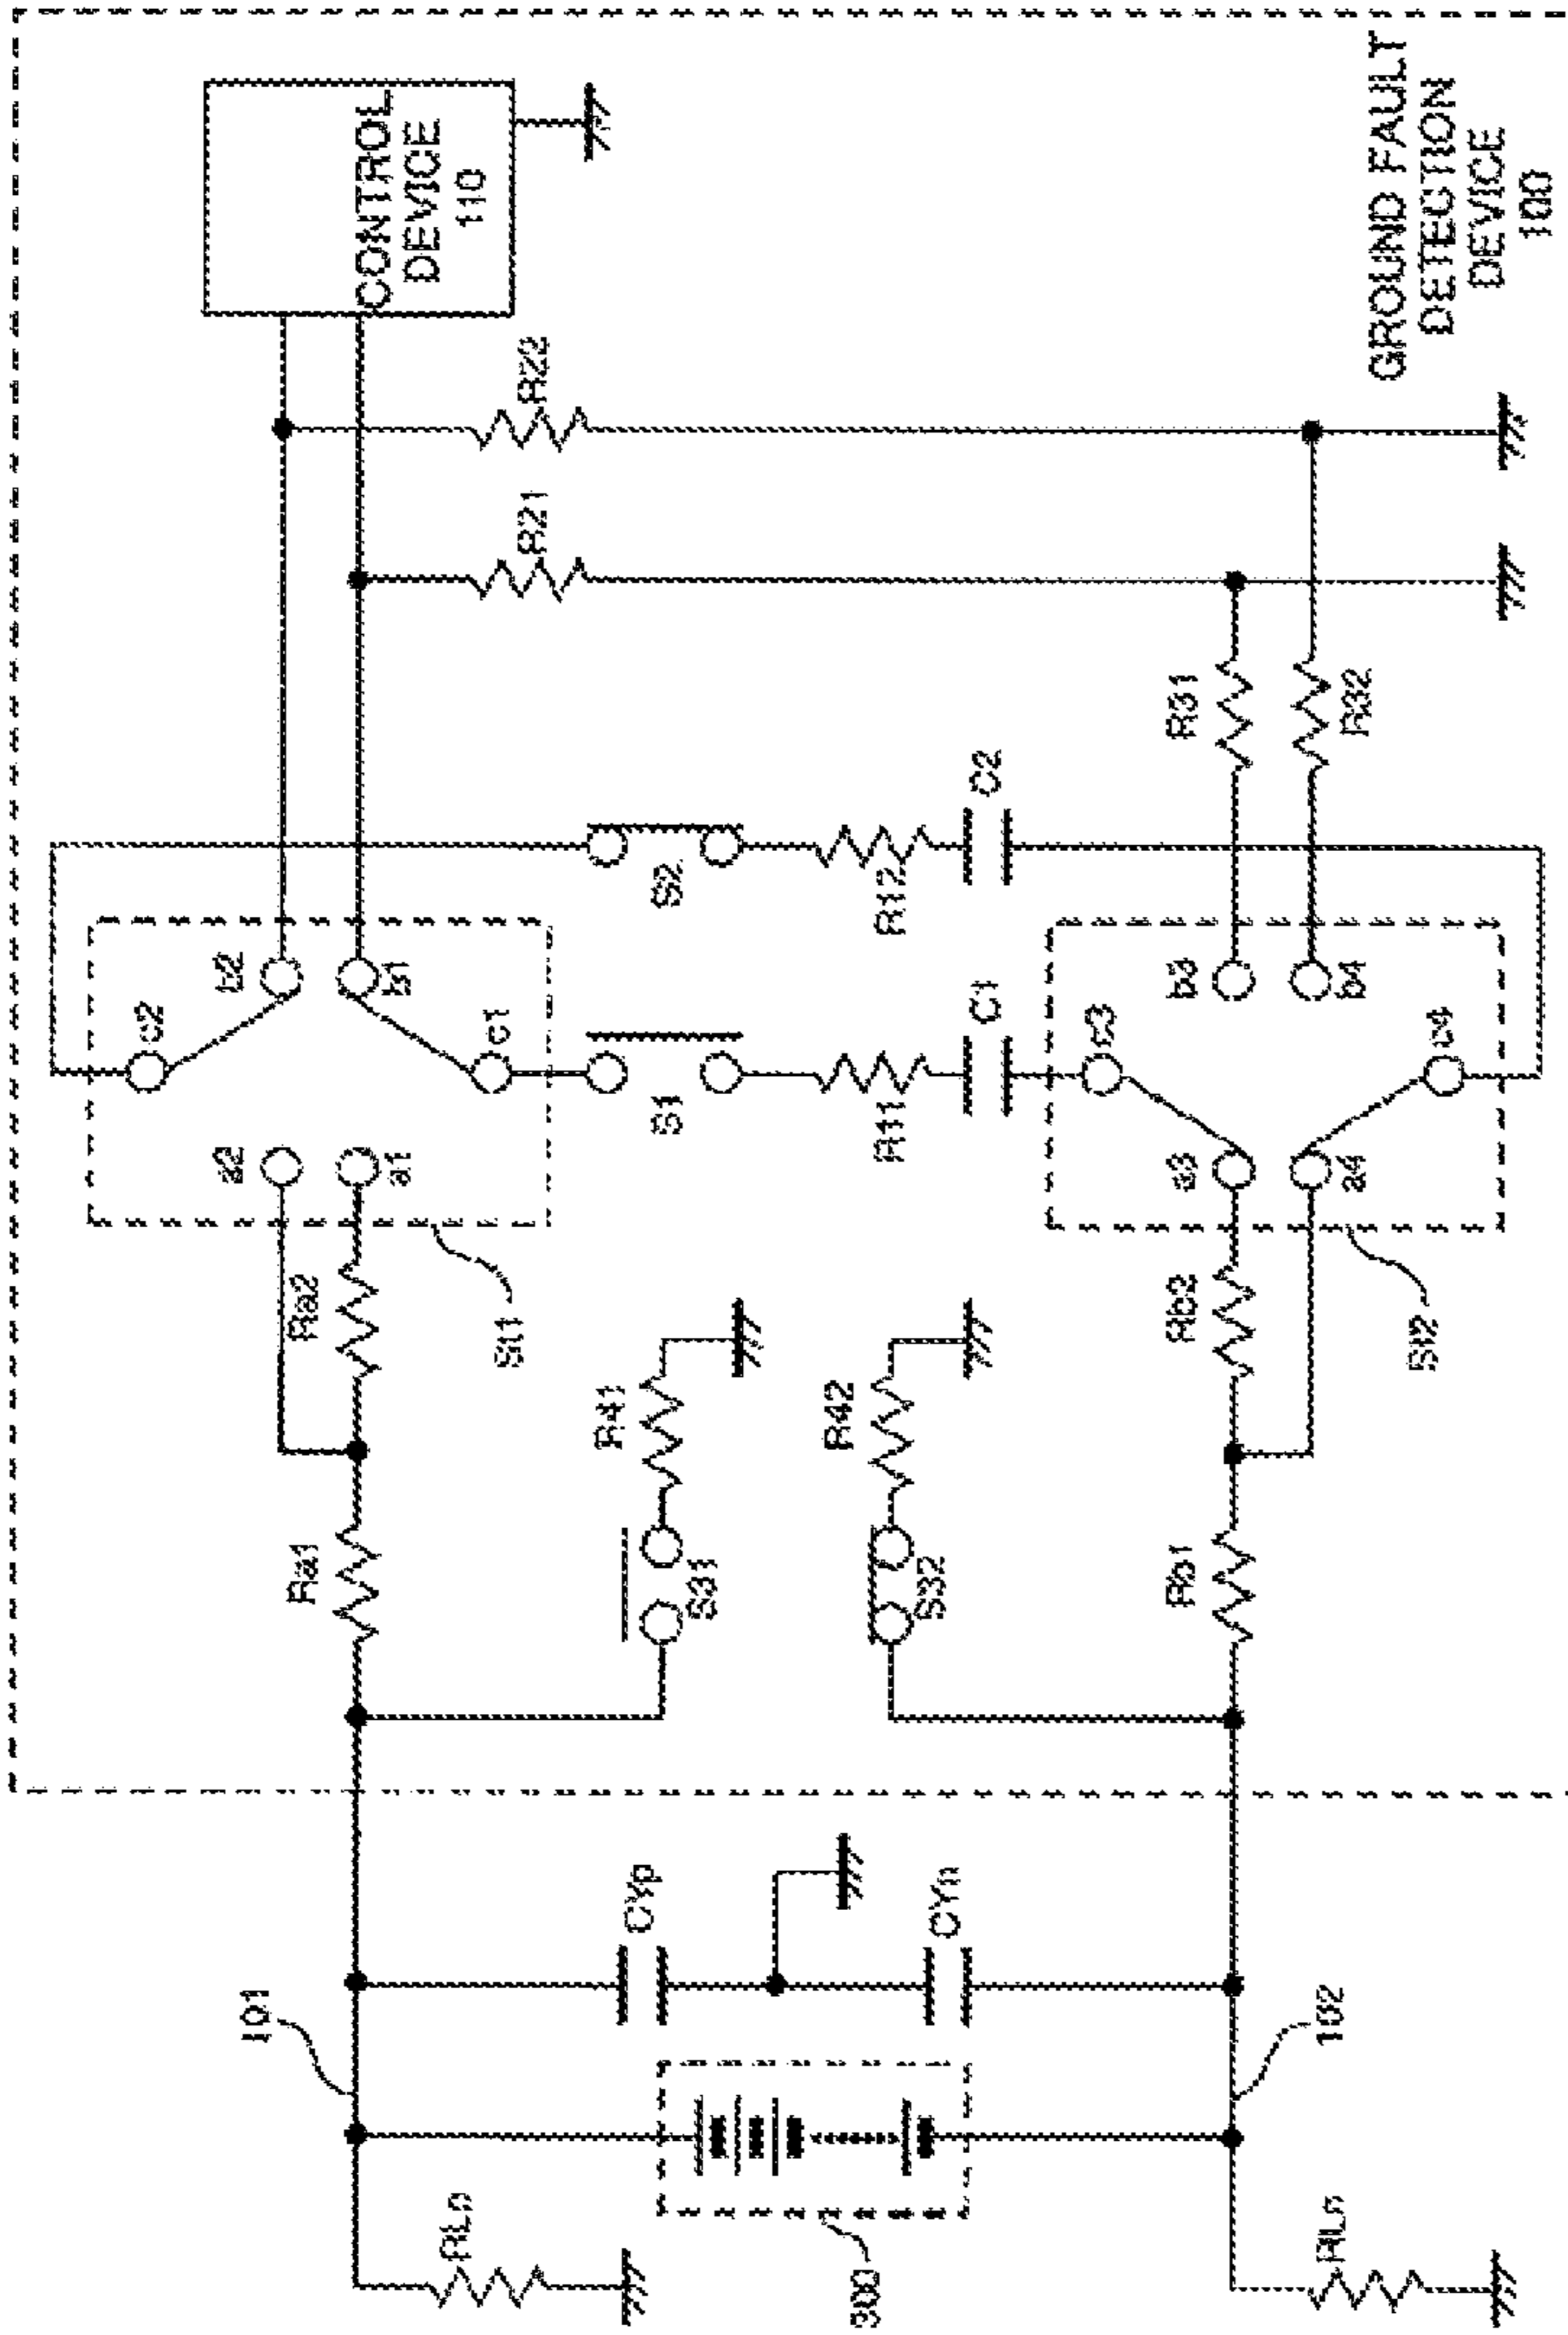 101
c2
a2
b2
Ra1
Ra2
a1
b1
CONTROL
DEVICE
110
RLp
c1
St1
R22
R21
CYp
R41
S1
S2
S31
300
R42
R11
R12
CYn
S32
C1
C2
c3
Rb1
Rb2
a3
b3
R31
102
a4
b4
R32
RLn
St2
c4
GROUND FAULT
DETECTION
DEVICE
100